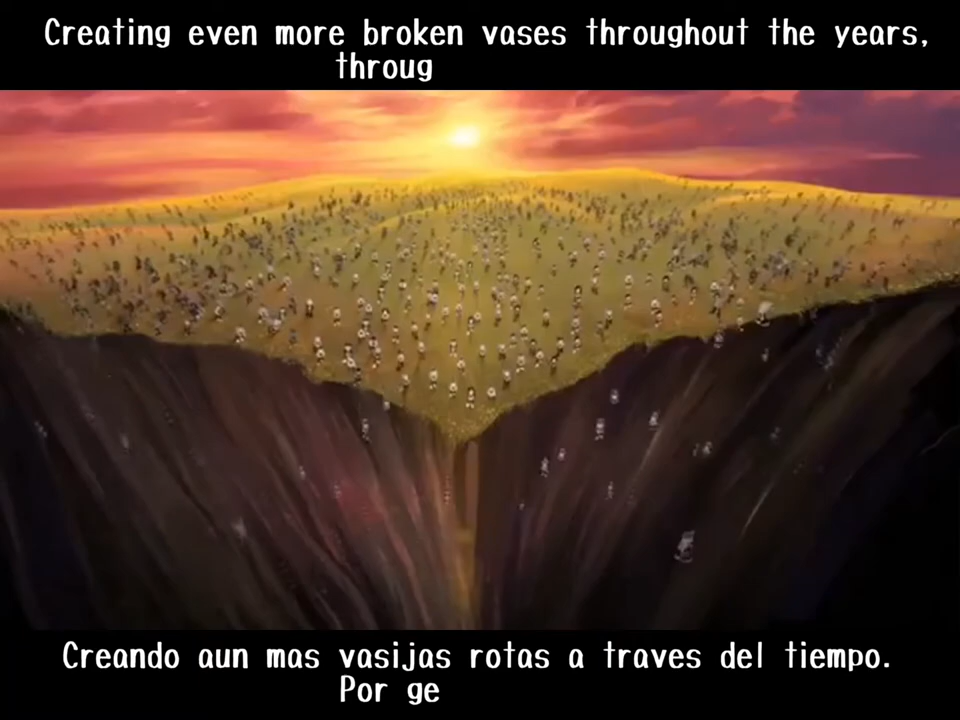 Creating even more broken vases throughout the years,
throug
Creando aun mas vasijas rotas a traves del tiempo.
Por ge